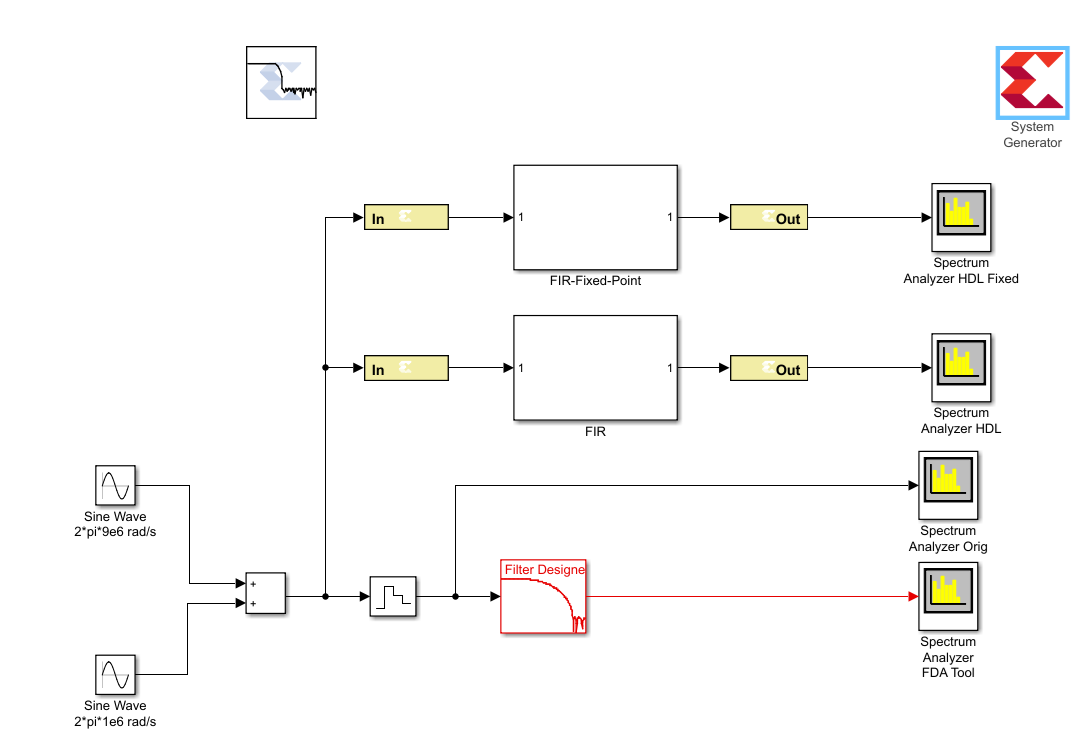 System
Generator
In
1
1
Out
FIR-Fixed-Point
Spectrum
Analyzer HDL Fixed
In
1
1
Out
FIR
Spectrum
Analyzer HDL
Sine Wave
2*pi*9e6 rad/s
Spectrum
Analyzer Orig
+
+
Filter Designe
Spectrum
Analyzer
FDA Tool
Sine Wave
2*pi*1e6 rad/s